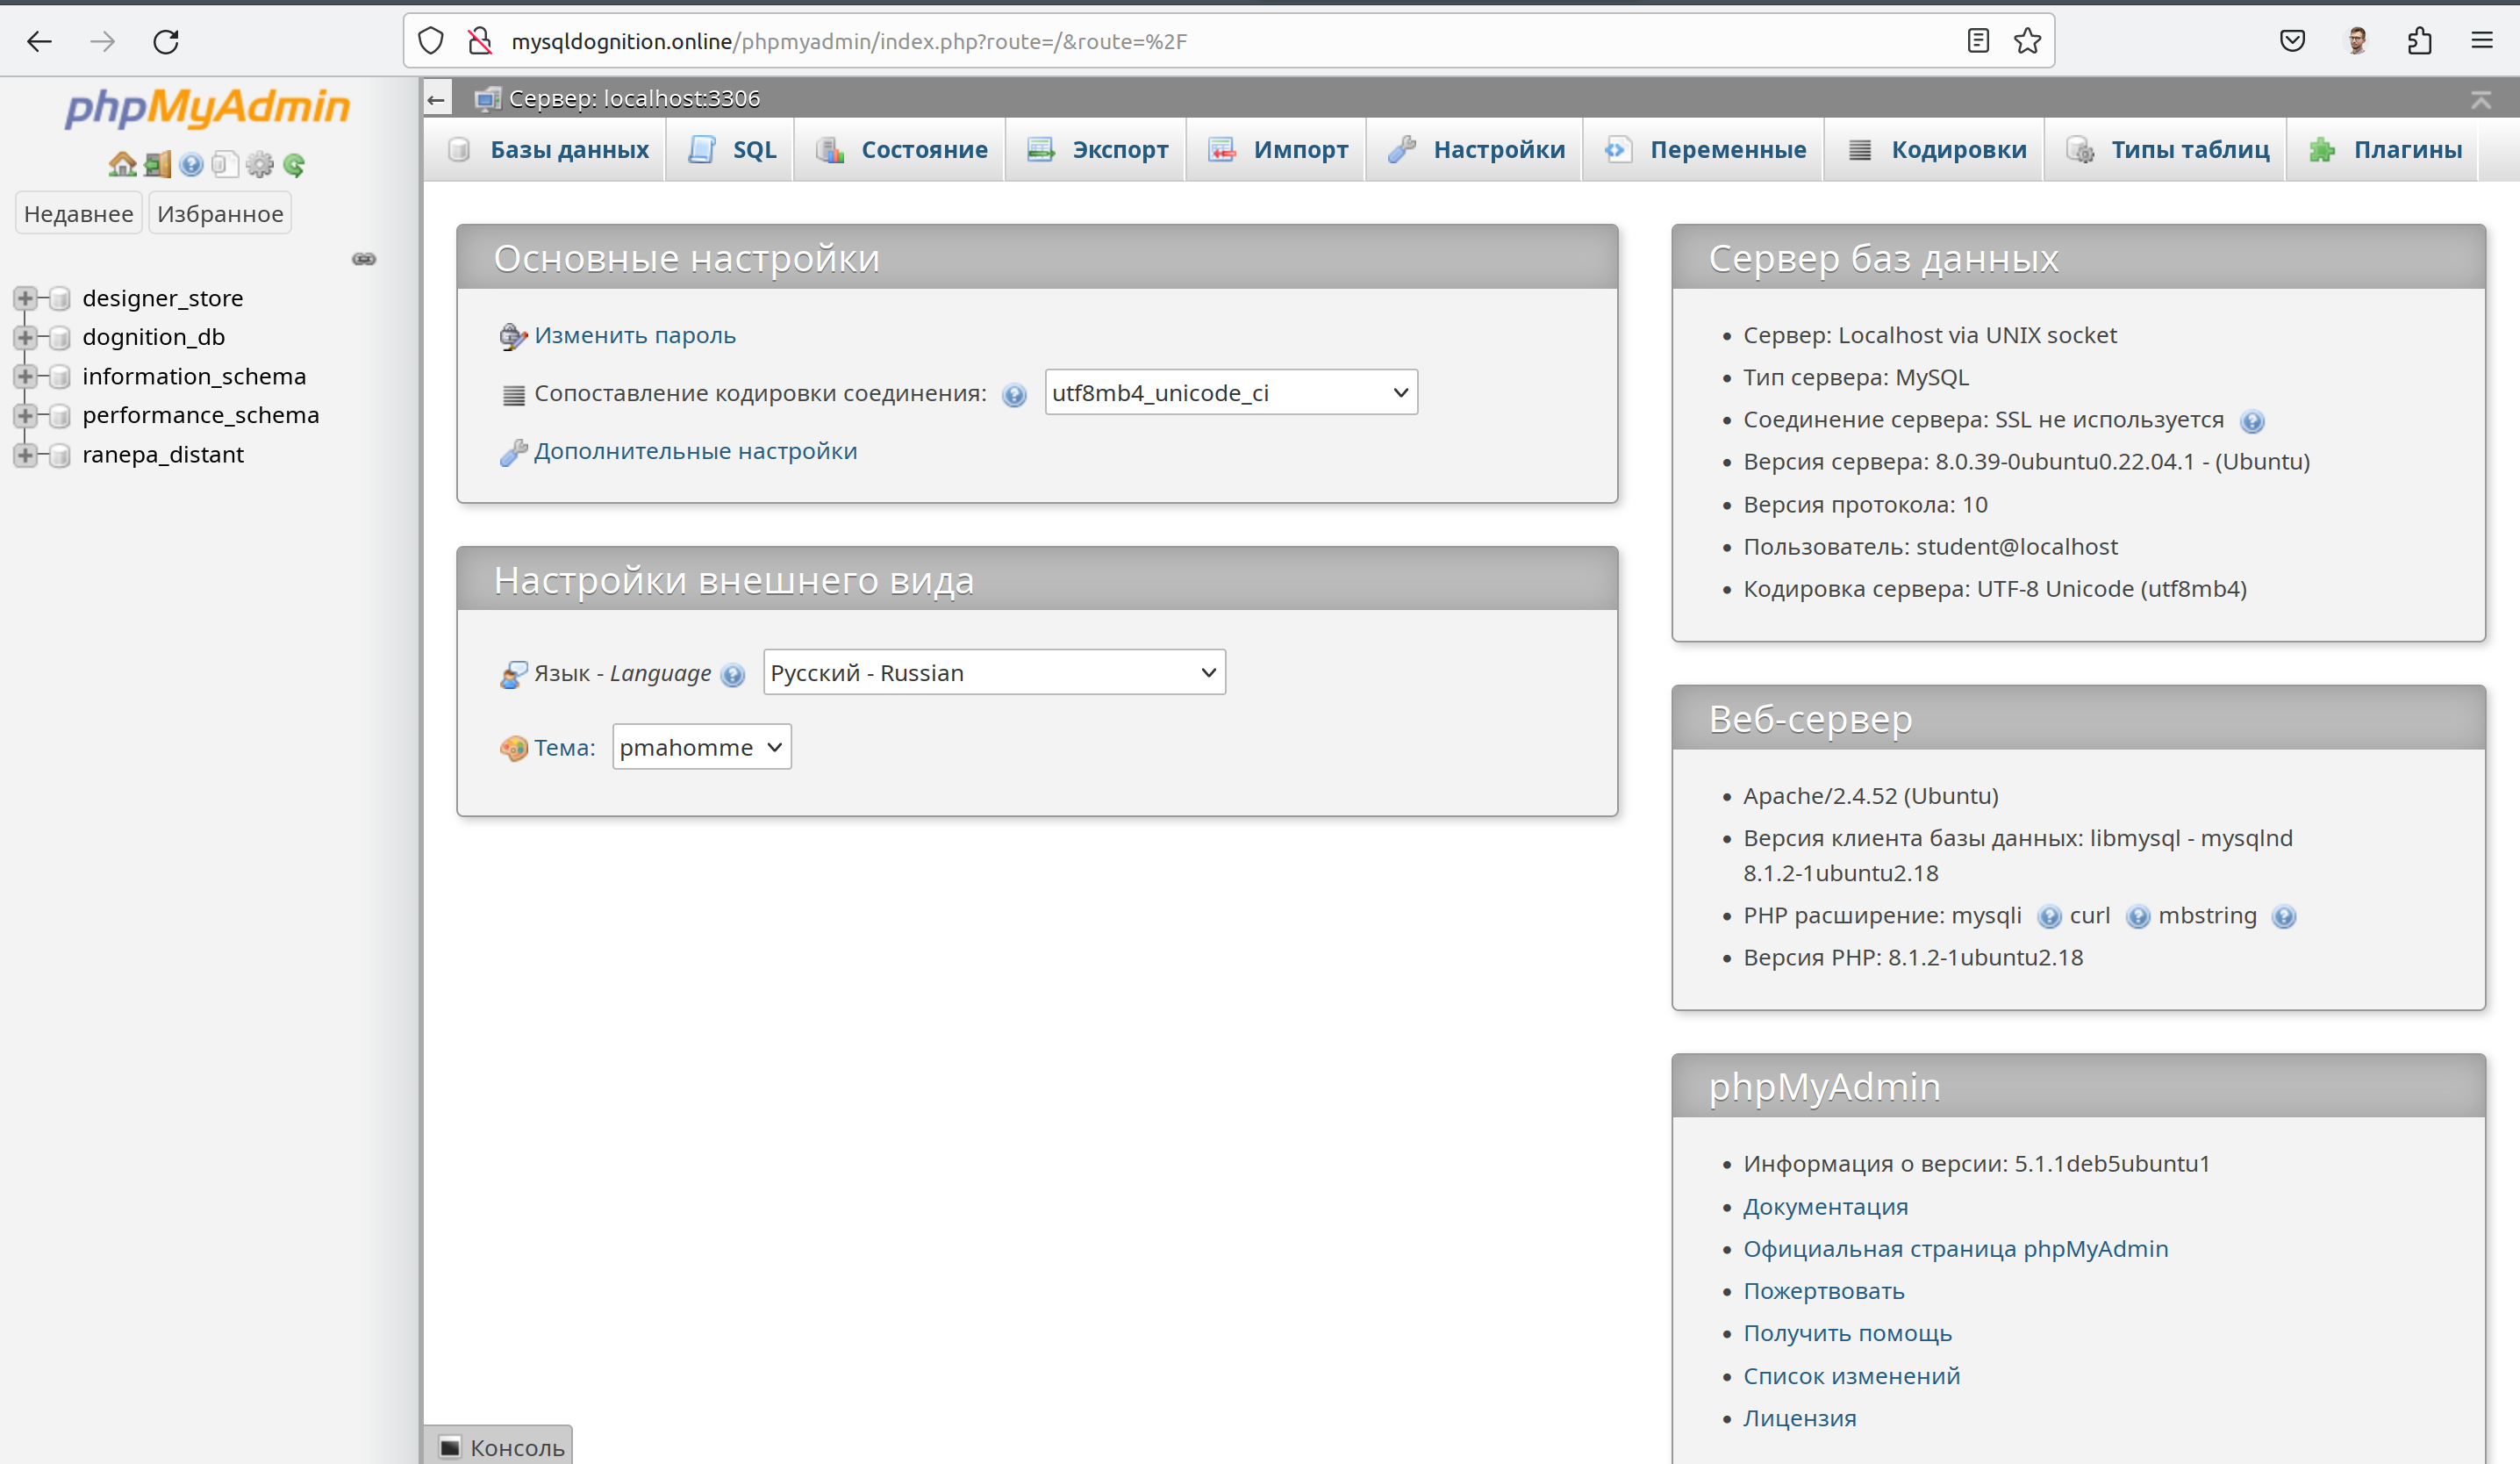 mysqldognition.online/phpmyadmin/index.php?route=/&route=%2F
phpMyAdmin
Недавнее Избранное
designer_store
dognition_db
information_schema
performance_schema
ranepa_distant
Сервер: localhost:3306
Базы данных SQL Состояние Экспорт Импорт Настройки Переменные Кодировки Типы таблиц Плагины
Основные настройки
Изменить пароль
Сопоставление кодировки соединения: utf8mb4_unicode_ci
Дополнительные настройки
Настройки внешнего вида
Язык - Language Русский - Russian
Тема: pmahomme
Сервер баз данных
Сервер: Localhost via UNIX socket
Тип сервера: MySQL
Соединение сервера: SSL не используется
Версия сервера: 8.0.39-0ubuntu0.22.04.1 - (Ubuntu)
Версия протокола: 10
Пользователь: student@localhost
Кодировка сервера: UTF-8 Unicode (utf8mb4)
Веб-сервер
Apache/2.4.52 (Ubuntu)
Версия клиента базы данных: libmysql - mysqlnd
8.1.2-1ubuntu2.18
PHP расширение: mysqli curl mbstring
Версия PHP: 8.1.2-1ubuntu2.18
phpMyAdmin
Информация о версии: 5.1.1deb5ubuntu1
Документация
Официальная страница phpMyAdmin
Пожертвовать
Получить помощь
Список изменений
Лицензия
Консоль